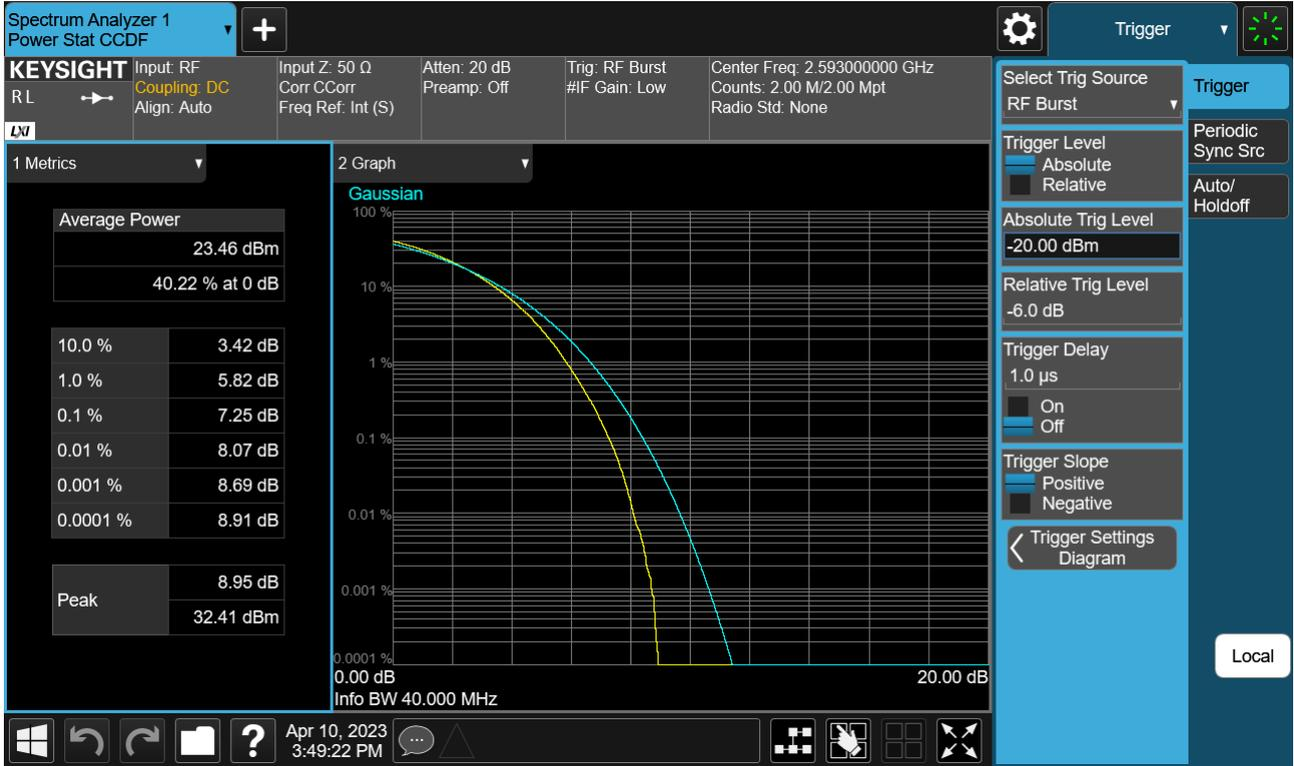 Spectrum Analyzer 1
Power Stat CCDF
Trigger
KEYSIGHT
R L
LXI
Input: RF
Coupling: DC
Align: Auto
Input Z: 50 Ω
Corr CCorr
Freq Ref: Int (S)
Atten: 20 dB
Preamp: Off
Trig: RF Burst
#IF Gain: Low
Center Freq: 2.593000000 GHz
Counts: 2.00 M/2.00 Mpt
Radio Std: None
1 Metrics
Average Power
23.46 dBm
40.22 % at 0 dB
10.0 % 3.42 dB
1.0 % 5.82 dB
0.1 % 7.25 dB
0.01 % 8.07 dB
0.001 % 8.69 dB
0.0001 % 8.91 dB
Peak
8.95 dB
32.41 dBm
2 Graph
Gaussian
100 %
10 %
1 %
0.1 %
0.01 %
0.001 %
0.0001 %
0.00 dB 20.00 dB
Info BW 40.000 MHz
Select Trig Source
RF Burst
Trigger Level
Absolute
Relative
Absolute Trig Level
-20.00 dBm
Relative Trig Level
-6.0 dB
Trigger Delay
1.0 µs
On
Off
Trigger Slope
Positive
Negative
Trigger Settings
Diagram
Trigger
Periodic
Sync Src
Auto/
Holdoff
Local
?
Apr 10, 2023
3:49:22 PM